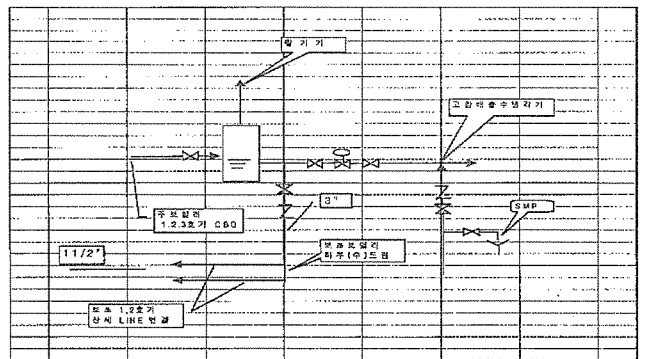 탈 기 기
고압배출수냉각기
3"
SMP
주보일러
1.2.3호기 CBD
11/2"
보조보일러
하부(수)드럼
보조 1,2호기
상세 LINE 연결